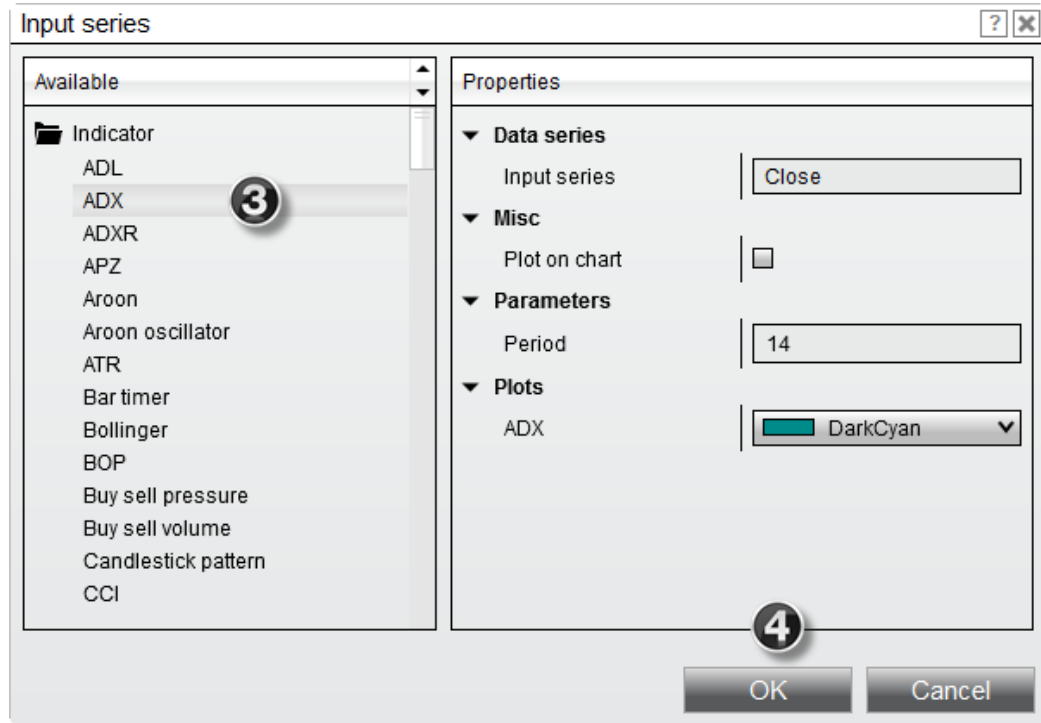 Input series
?
Available
Indicator
ADL
ADX
3
ADXR
APZ
Aroon
Aroon oscillator
ATR
Bar timer
Bollinger
BOP
Buy sell pressure
Buy sell volume
Candlestick pattern
CCI
Properties
Data series
Input series Close
Misc
Plot on chart
Parameters
Period 14
Plots
ADX DarkCyan
4
OK Cancel